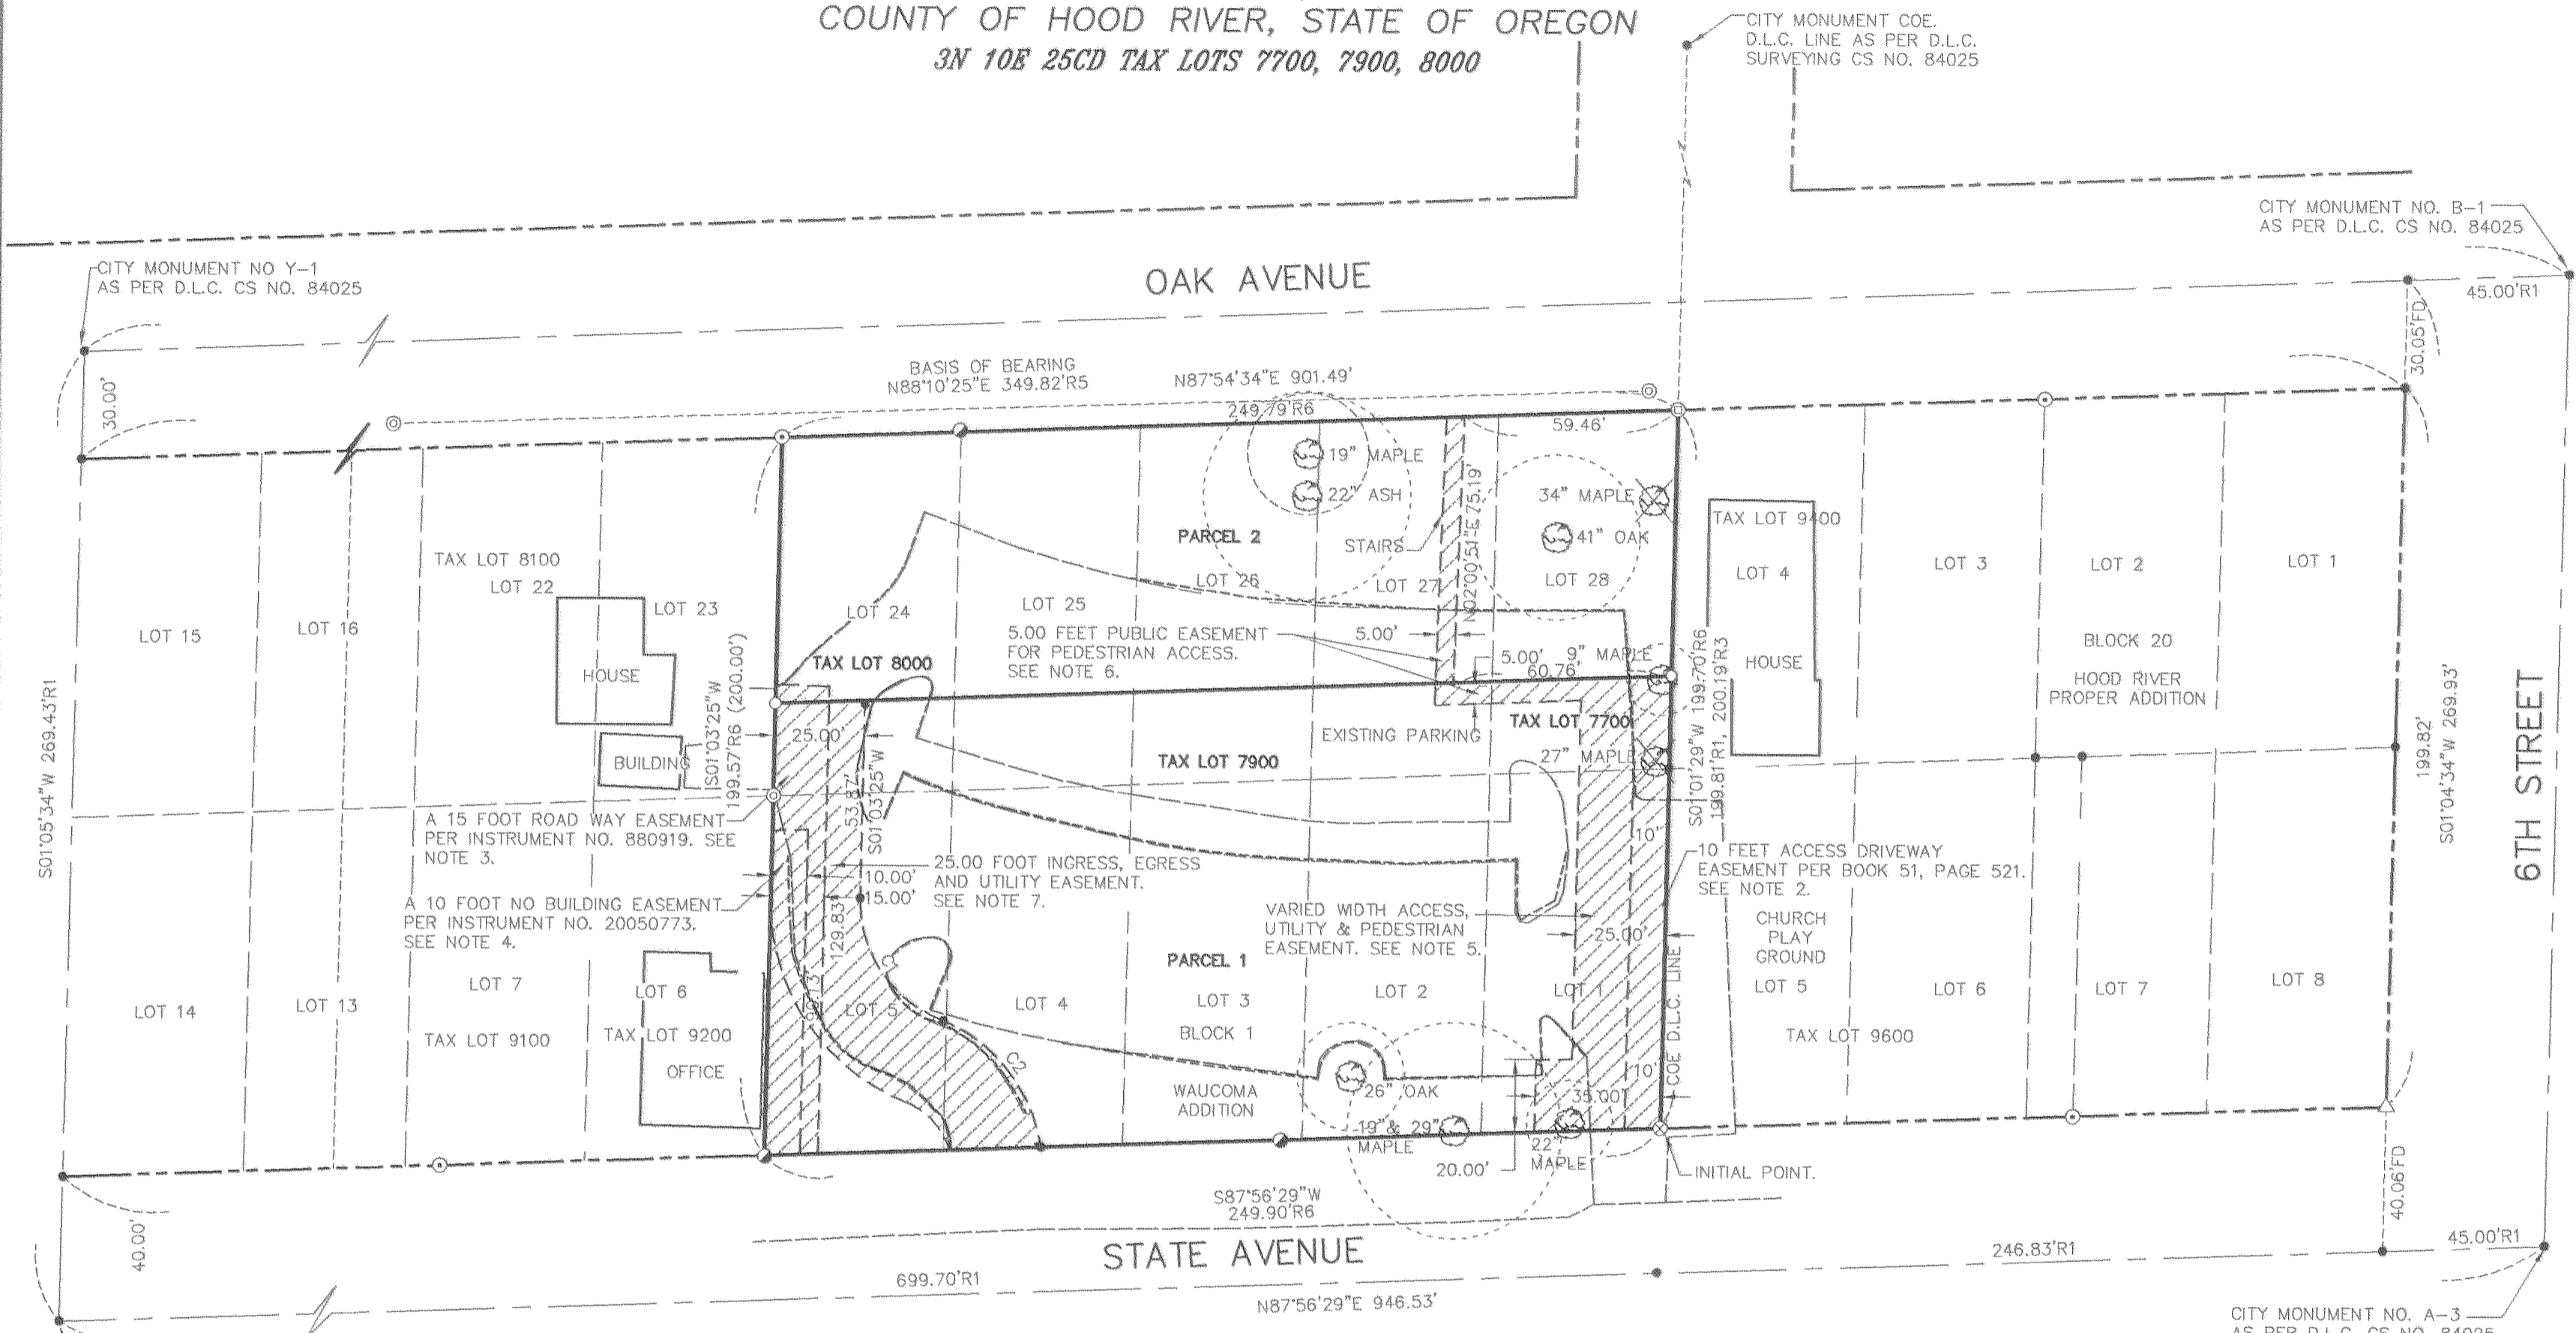 COUNTY OF HOOD RIVER, STATE OF OREGON
3N 10E 25CD TAX LOTS 7700, 7900, 8000
CITY MONUMENT COE.
D.L.C. LINE AS PER D.L.C.
SURVEYING CS NO. 84025
CITY MONUMENT NO. B-1
AS PER D.L.C. CS NO. 84025
CITY MONUMENT NO Y-1
AS PER D.L.C. CS NO. 84025
OAK AVENUE
45.00'R1
30.05'FD
30.00'
BASIS OF BEARING
N88°10'25"E 349.82'R5
N87°54'34"E 901.49'
249.79'R6
59.46'
19" MAPLE
22" ASH
34" MAPLE
41" OAK
N02°00'51"E 75.19'
STAIRS
PARCEL 2
TAX LOT 9400
TAX LOT 8100
LOT 22
LOT 23
LOT 24
LOT 25
LOT 26
LOT 27
LOT 28
LOT 4
LOT 3
LOT 2
LOT 1
LOT 15
LOT 16
HOUSE
BUILDING
TAX LOT 8000
5.00 FEET PUBLIC EASEMENT
FOR PEDESTRIAN ACCESS.
SEE NOTE 6.
5.00'
5.00'
9" MAPLE
60.76'
HOUSE
BLOCK 20
HOOD RIVER
PROPER ADDITION
S01°05'34"W 269.43'R1
S01°03'25"W
199.57'R6 (200.00')
25.00'
53.87'
S01°03'25"W
EXISTING PARKING
TAX LOT 7700
TAX LOT 7900
27" MAPLE
S01°01'29"W 199.70'R6
199.81'R1, 200.19'R3
199.82'
S01°04'34"W 269.93'
6TH STREET
A 15 FOOT ROAD WAY EASEMENT
PER INSTRUMENT NO. 880919. SEE
NOTE 3.
25.00 FOOT INGRESS, EGRESS
AND UTILITY EASEMENT.
SEE NOTE 7.
10.00'
15.00'
129.83'
A 10 FOOT NO BUILDING EASEMENT
PER INSTRUMENT NO. 20050773.
SEE NOTE 4.
10'
10 FEET ACCESS DRIVEWAY
EASEMENT PER BOOK 51, PAGE 521.
SEE NOTE 2.
VARIED WIDTH ACCESS,
UTILITY & PEDESTRIAN
EASEMENT. SEE NOTE 5.
25.00'
CHURCH
PLAY
GROUND
PARCEL 1
COE D.L.C. LINE
LOT 14
LOT 13
LOT 7
LOT 6
LOT 5
LOT 4
LOT 3
LOT 2
LOT 1
LOT 5
LOT 6
LOT 7
LOT 8
BLOCK 1
C2
TAX LOT 9100
TAX LOT 9200
OFFICE
TAX LOT 9600
WAUCOMA
ADDITION
26" OAK
10'
35.00'
19" & 29"
MAPLE
22"
MAPLE
20.00'
INITIAL POINT.
S87°56'29"W
249.90'R6
40.00'
40.06'FD
STATE AVENUE
699.70'R1
246.83'R1
45.00'R1
N87°56'29"E 946.53'
CITY MONUMENT NO. A-3
AS PER D.L.C. CS NO. 84025